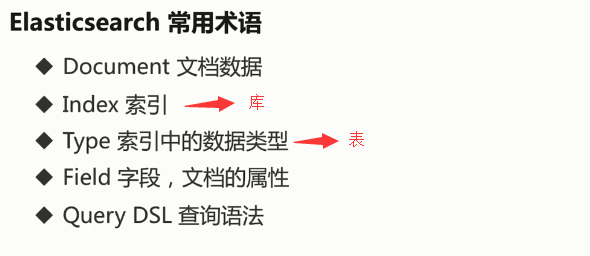 Elasticsearch 常用术语
◆ Document 文档数据
◆ Index 索引 库
◆ Type 索引中的数据类型 表
◆ Field 字段，文档的属性
◆ Query DSL 查询语法